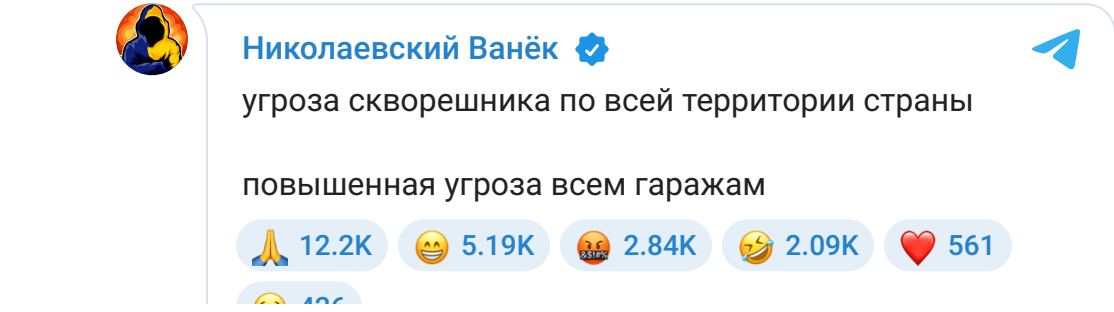 Николаевский Ванёк
угроза скворешника по всей территории страны
повышенная угроза всем гаражам
12.2K 5.19K 2.84K 2.09K 561